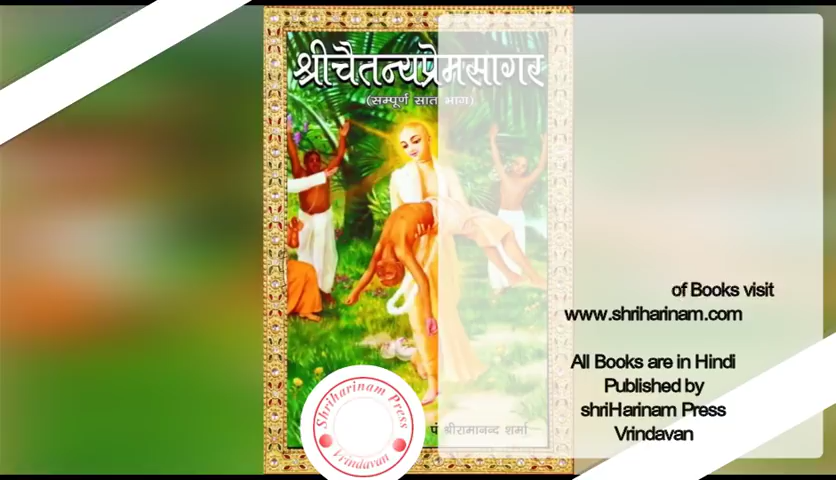 श्रीचैतन्यप्रेमसागर
(सम्पूर्ण सात भाग)
of Books visit
www.shriharinam.com
All Books are in Hindi
Published by
shriHarinam Press
Vrindavan
Shriharinam Press
Vrindavan
पं श्रीरामानन्द शर्मा